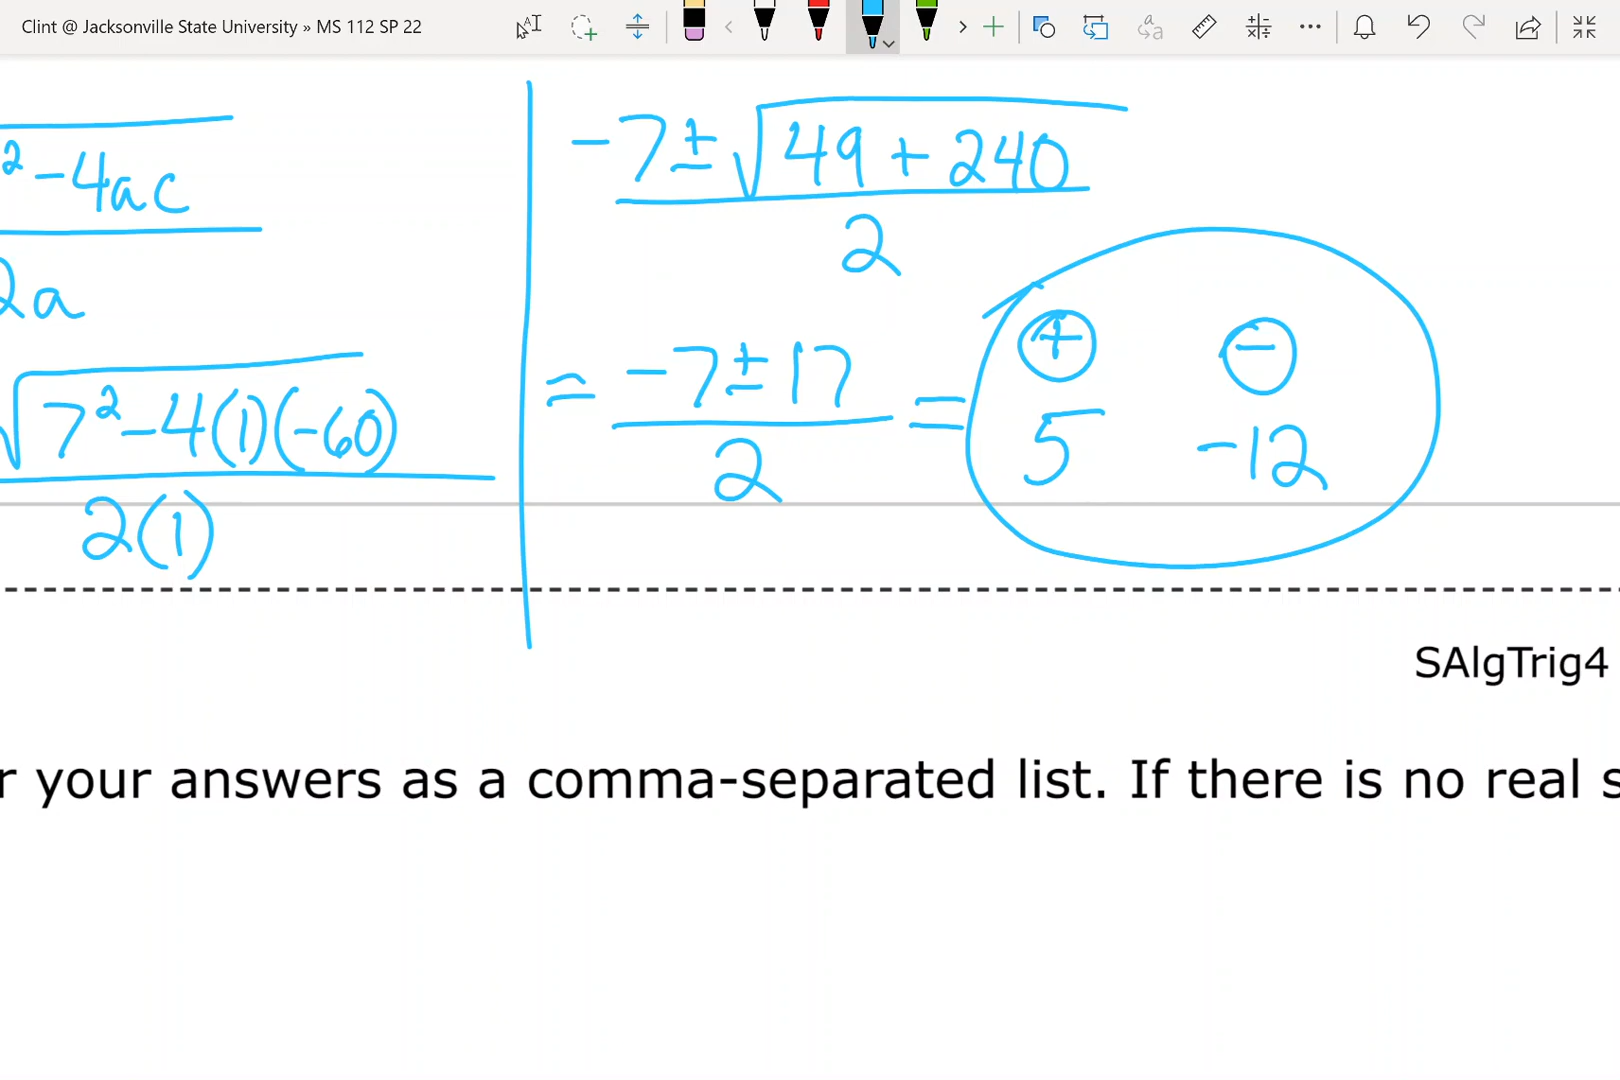 Clint @ Jacksonville State University » MS 112 SP 22
² - 4ac
2a
√7² - 4(1)(-60)
2(1)
-7 ± √49 + 240
2
= -7 ± 17 =
2
+ -
5 -12
SAlgTrig4
r your answers as a comma-separated list. If there is no real s